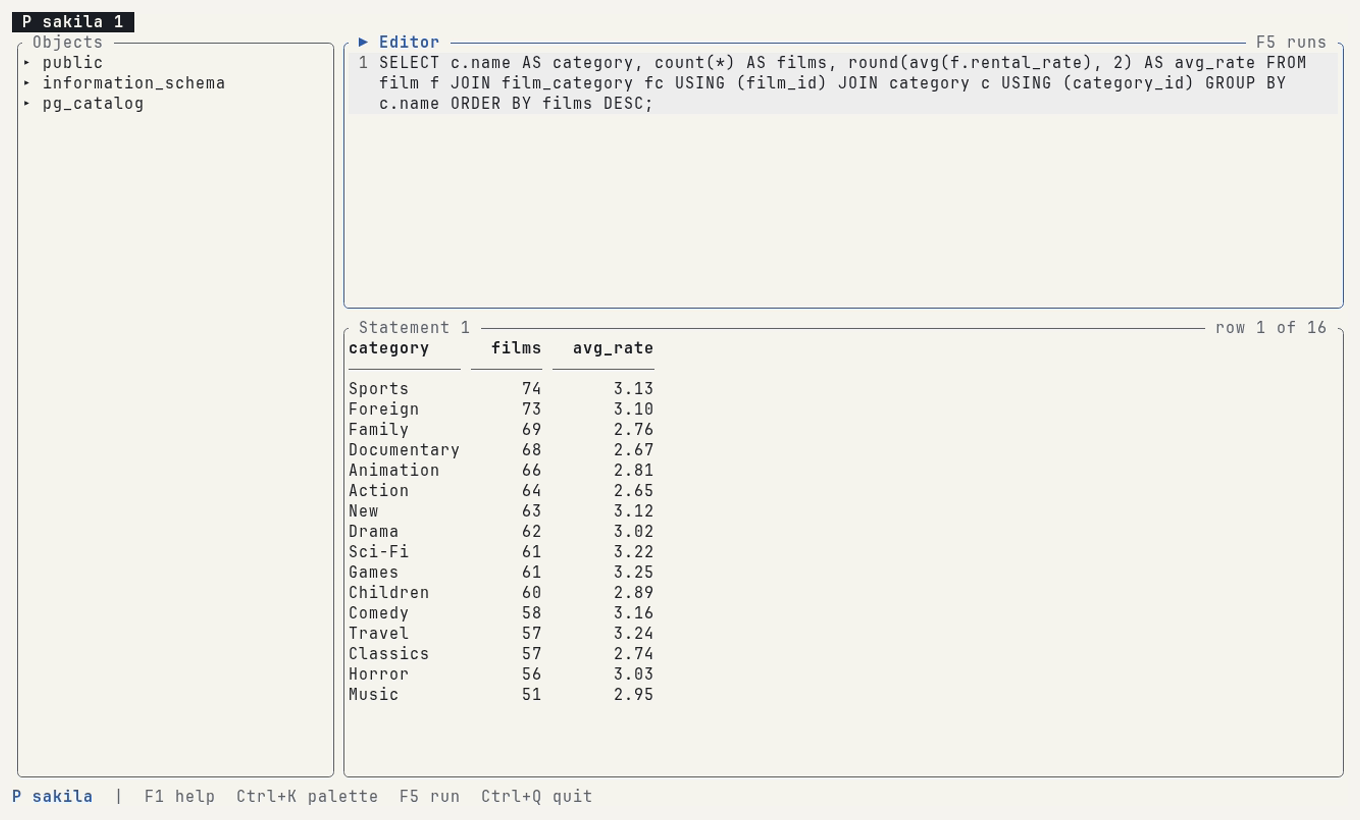 P sakila 1
Objects
▸ public
▸ information_schema
▸ pg_catalog
▶ Editor F5 runs
1 SELECT c.name AS category, count(*) AS films, round(avg(f.rental_rate), 2) AS avg_rate FROM
film f JOIN film_category fc USING (film_id) JOIN category c USING (category_id) GROUP BY
c.name ORDER BY films DESC;
Statement 1 row 1 of 16
category films avg_rate
Sports 74 3.13
Foreign 73 3.10
Family 69 2.76
Documentary 68 2.67
Animation 66 2.81
Action 64 2.65
New 63 3.12
Drama 62 3.02
Sci-Fi 61 3.22
Games 61 3.25
Children 60 2.89
Comedy 58 3.16
Travel 57 3.24
Classics 57 2.74
Horror 56 3.03
Music 51 2.95
P sakila | F1 help Ctrl+K palette F5 run Ctrl+Q quit